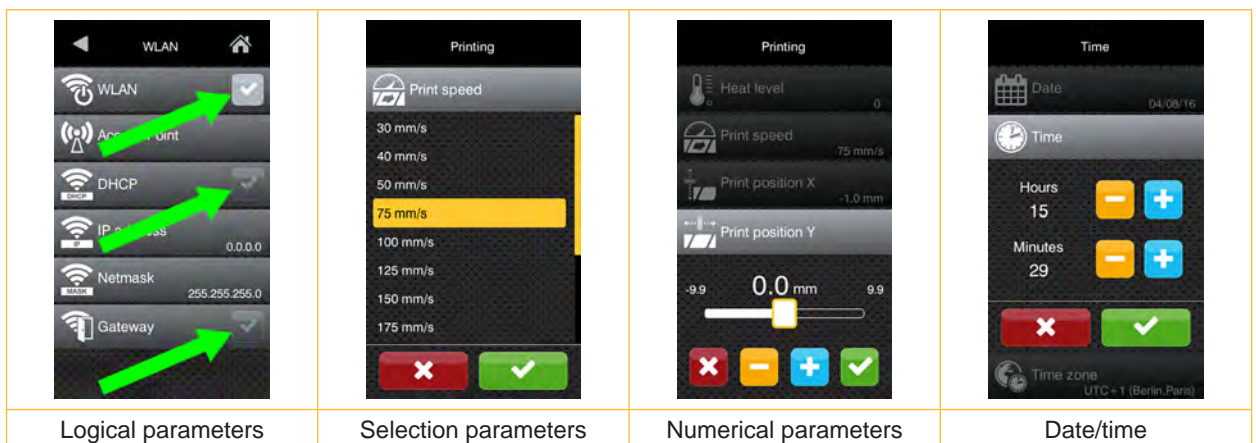 WLAN
WLAN
DHCP
DHCP
IP
0.0.0.0
Netmask
MASK
255.255.255.0
Gateway
Logical parameters
Printing
Print speed
30 mm/s
40 mm/s
50 mm/s
75 mm/s
100 mm/s
125 mm/s
150 mm/s
175 mm/s
Selection parameters
Printing
Heat level
0
Print speed
75 mm/s
Print position X
-1.0 mm
Print position Y
-9.9 0.0 mm 9.9
Numerical parameters
Time
Date
04/08/16
Time
Hours
15
Minutes
29
Time zone
UTC+1 (Berlin,Paris)
Date/time